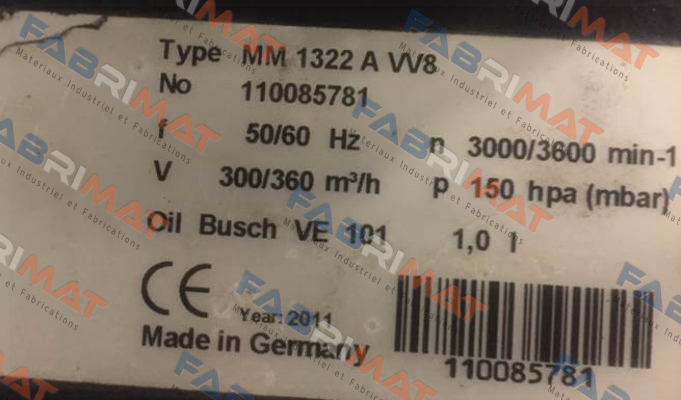 Type MM 1322 A VV8
No 110085781
f 50/60 Hz n 3000/3600 min-1
V 300/360 m³/h p 150 hpa (mbar)
Oil Busch VE 101 1,0 l
CE Year: 2011
Made in Germany
110085781
FABRIMAT
Materiaux Industriel et Fabrications